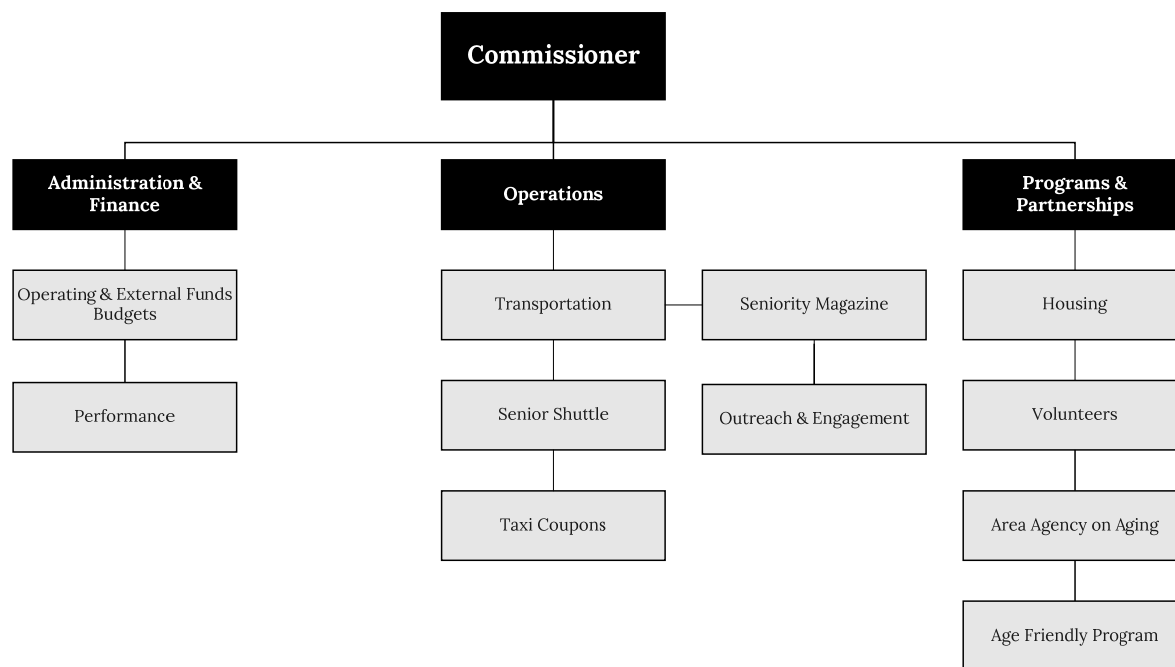 Commissioner
Administration &
Finance
Operations
Programs &
Partnerships
Operating & External Funds
Budgets
Transportation
Seniority Magazine
Housing
Performance
Senior Shuttle
Outreach & Engagement
Volunteers
Taxi Coupons
Area Agency on Aging
Age Friendly Program